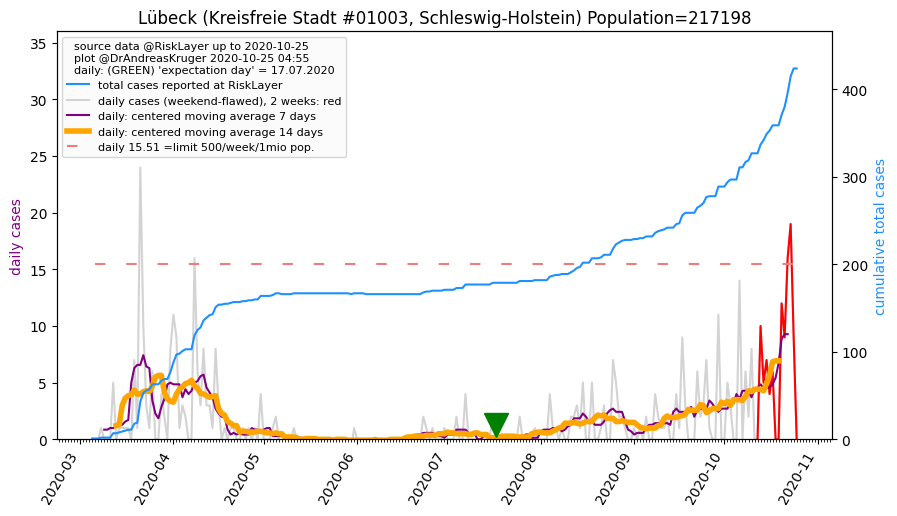 Lübeck (Kreisfreie Stadt #01003, Schleswig-Holstein) Population=217198
source data @RiskLayer up to 2020-10-25
plot @DrAndreasKruger 2020-10-25 04:55
daily: (GREEN) 'expectation day' = 17.07.2020
total cases reported at RiskLayer
daily cases (weekend-flawed), 2 weeks: red
daily: centered moving average 7 days
daily: centered moving average 14 days
daily 15.51 =limit 500/week/1mio pop.
daily cases
35
30
25
20
15
10
5
0
cumulative total cases
400
300
200
100
0
2020-03
2020-04
2020-05
2020-06
2020-07
2020-08
2020-09
2020-10
2020-11